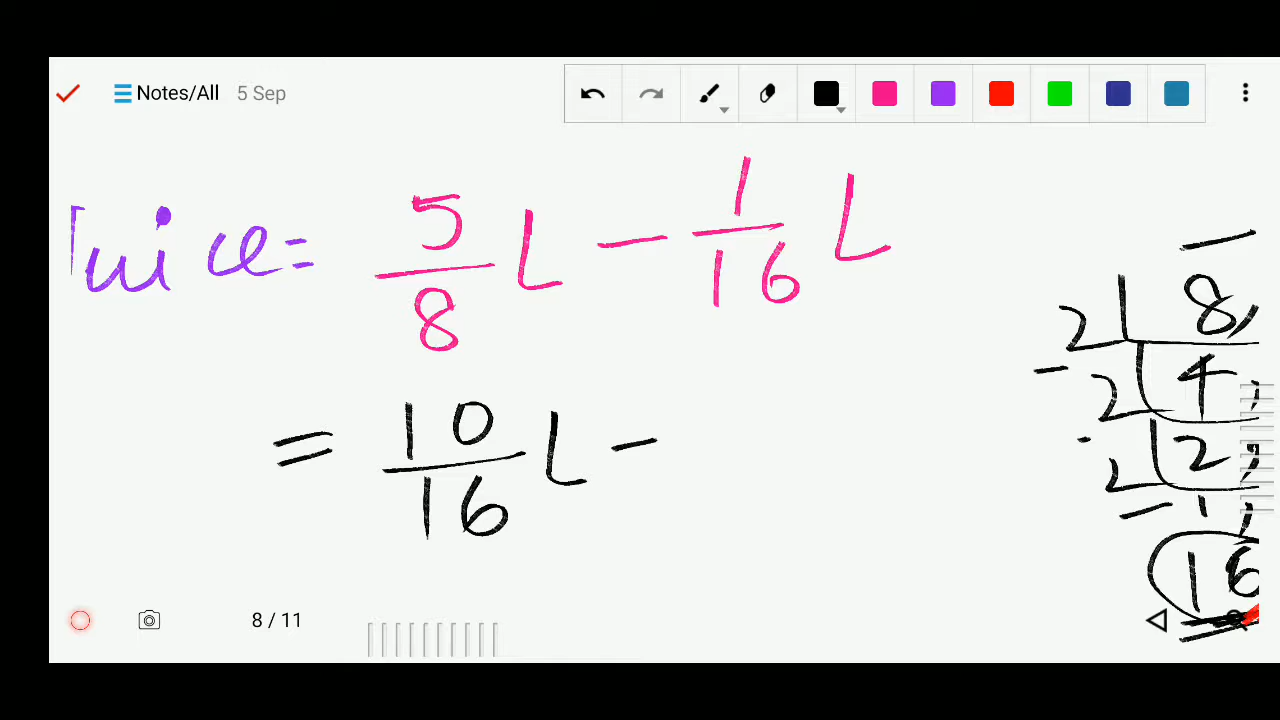 Notes/All 5 Sep
Juice = 5/8 L - 1/16 L
= 10/16 L -
2 | 8,
2 | 4,
2 | 2,
1,
16
8 / 11